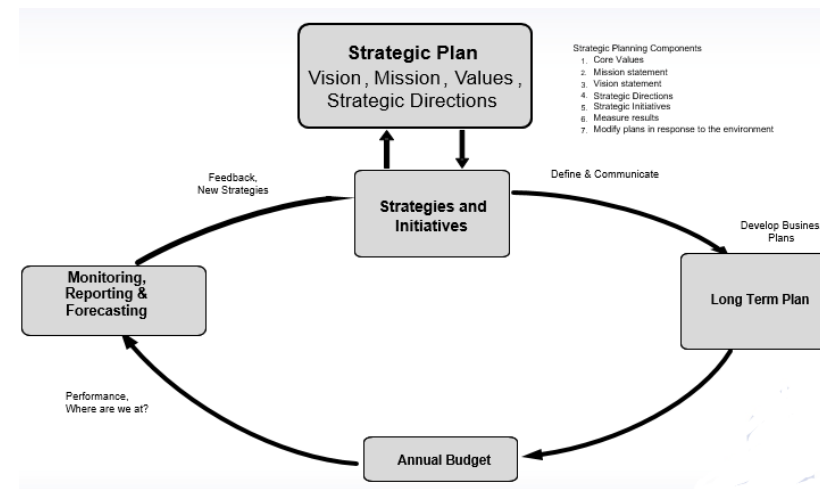 Strategic Plan
Vision , Mission , Values ,
Strategic Directions
Strategic Planning Components
1. Core Values
2. Mission statement
3. Vision statement
4. Strategic Directions
5. Strategic Initiatives
6. Measure results
7. Modify plans in response to the environment
Feedback,
New Strategies
Strategies and
Initiatives
Define & Communicate
Develop Busines
Plans
Monitoring,
Reporting &
Forecasting
Long Term Plan
Performance,
Where are we at?
Annual Budget